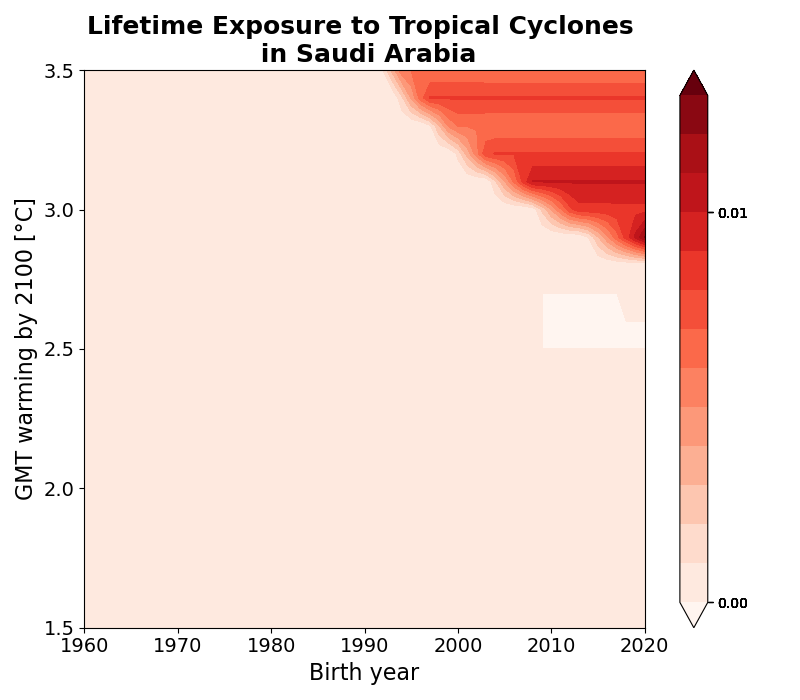 Lifetime Exposure to Tropical Cyclones
in Saudi Arabia
GMT warming by 2100 [°C]
3.5
3.0
2.5
2.0
1.5
1960 1970 1980 1990 2000 2010 2020
Birth year
0.01
0.00